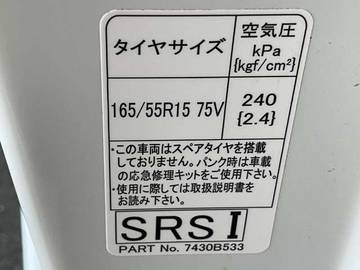 タイヤサイズ 空気圧
kPa
{kgf/cm²}
165/55R15 75V 240
{2.4}
・この車両はスペアタイヤを搭載
しておりません。パンク時は車載
の応急修理キットをご使用下さい。
・使用に際しては取扱説明書を
お読み下さい。
SRS I
PART No. 7430B533